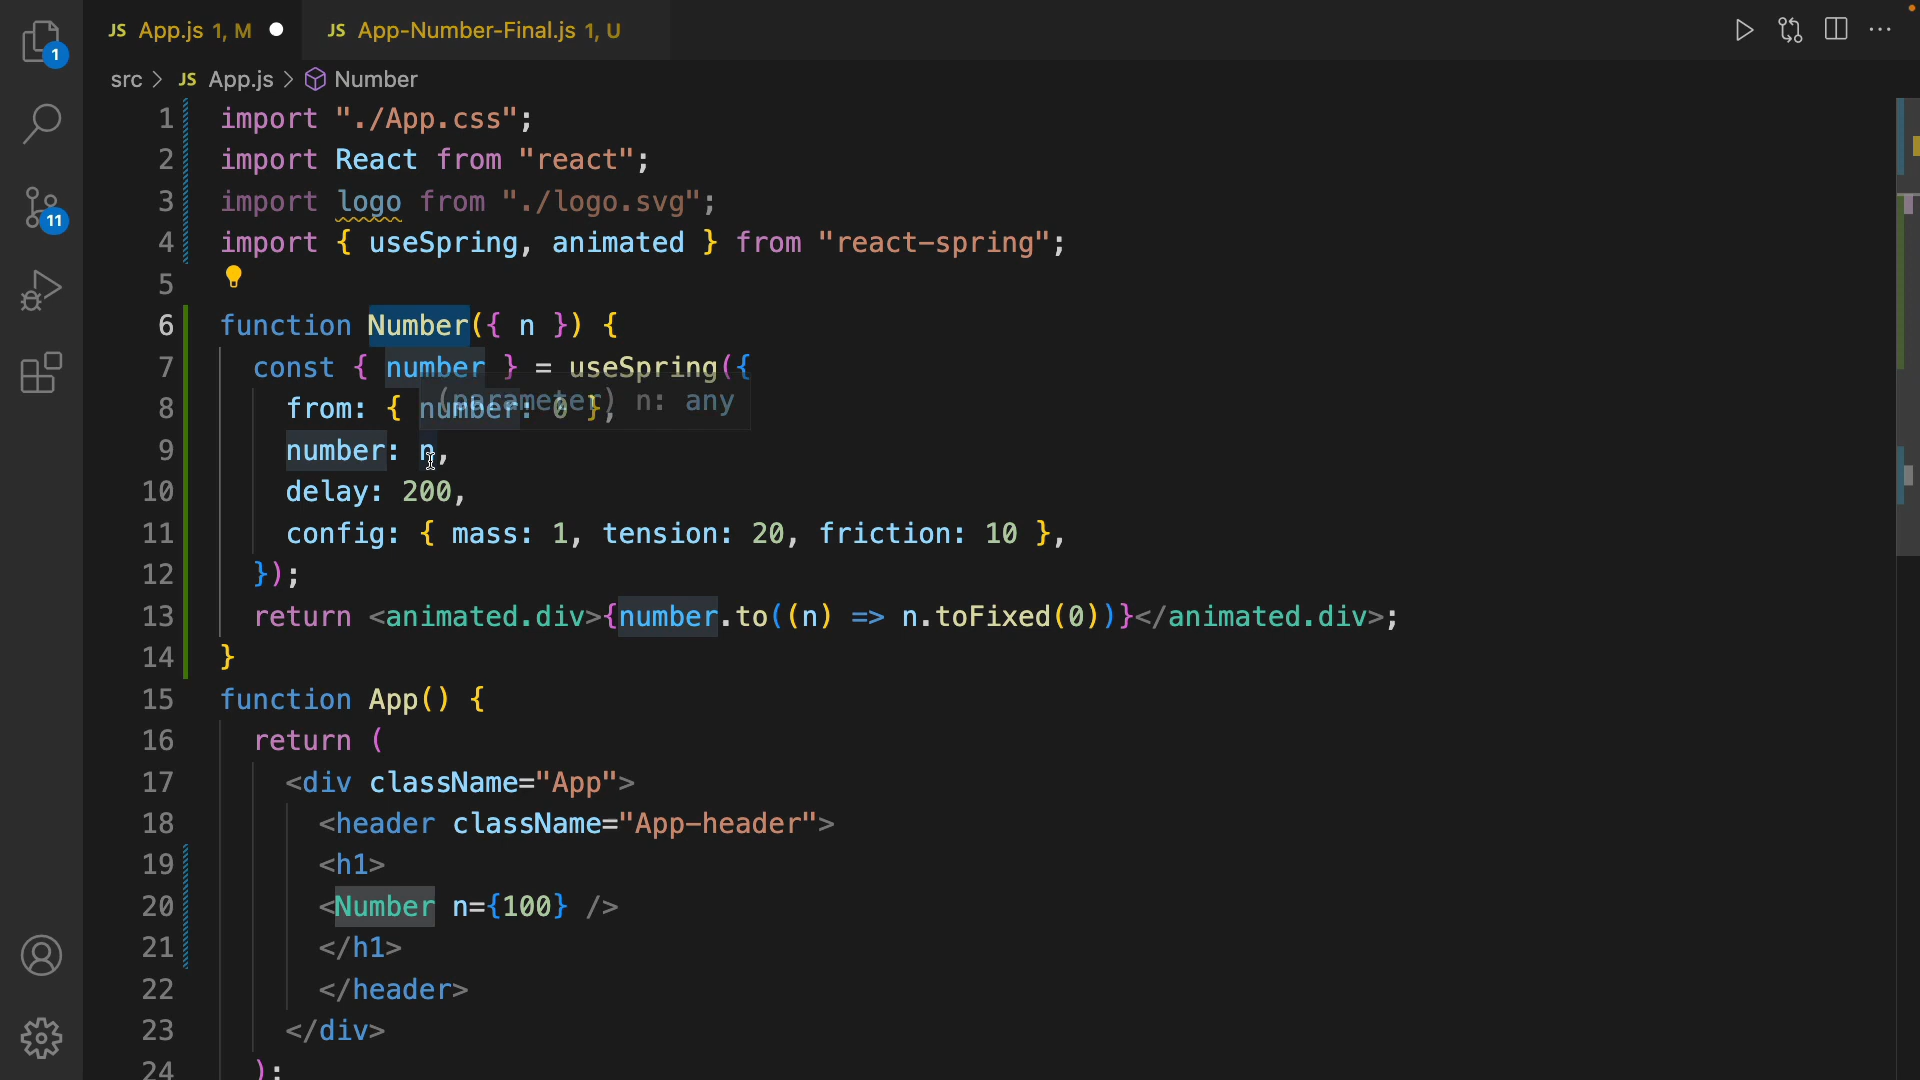 JS App.js 1, M
JS App-Number-Final.js 1, U
1
src > JS App.js > Number
11
1 import "./App.css";
2 import React from "react";
3 import logo from "./logo.svg";
4 import { useSpring, animated } from "react-spring";
5
6 function Number({ n }) {
7 const { number } = useSpring({
8 from: { number: 0 },
(parameter) n: any
9 number: n,
10 delay: 200,
11 config: { mass: 1, tension: 20, friction: 10 },
12 });
13 return <animated.div>{number.to((n) => n.toFixed(0))}</animated.div>;
14 }
15 function App() {
16 return (
17 <div className="App">
18 <header className="App-header">
19 <h1>
20 <Number n={100} />
21 </h1>
22 </header>
23 </div>
24 );